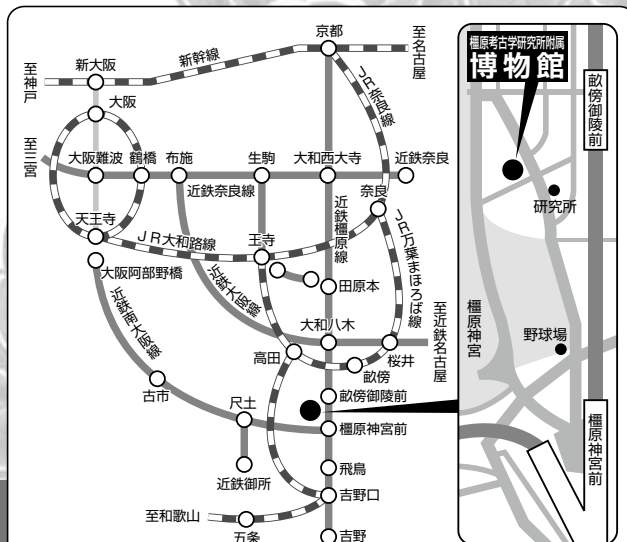 京都
至名古屋
新幹線
新大阪
至神戸
大阪
JR奈良線
至三宮
大阪難波
鶴橋
布施
生駒
大和西大寺
近鉄奈良
近鉄奈良線
奈良
近鉄橿原線
天王寺
JR大和路線
王寺
JR万葉まほろば線
大阪阿部野橋
近鉄大阪線
田原本
近鉄南大阪線
大和八木
至近鉄名古屋
高田
桜井
畝傍
古市
尺土
畝傍御陵前
橿原神宮前
近鉄御所
飛鳥
吉野口
至和歌山
五条
吉野
橿原考古学研究所附属
博物館
畝傍御陵前
研究所
橿原神宮
野球場
橿原神宮前